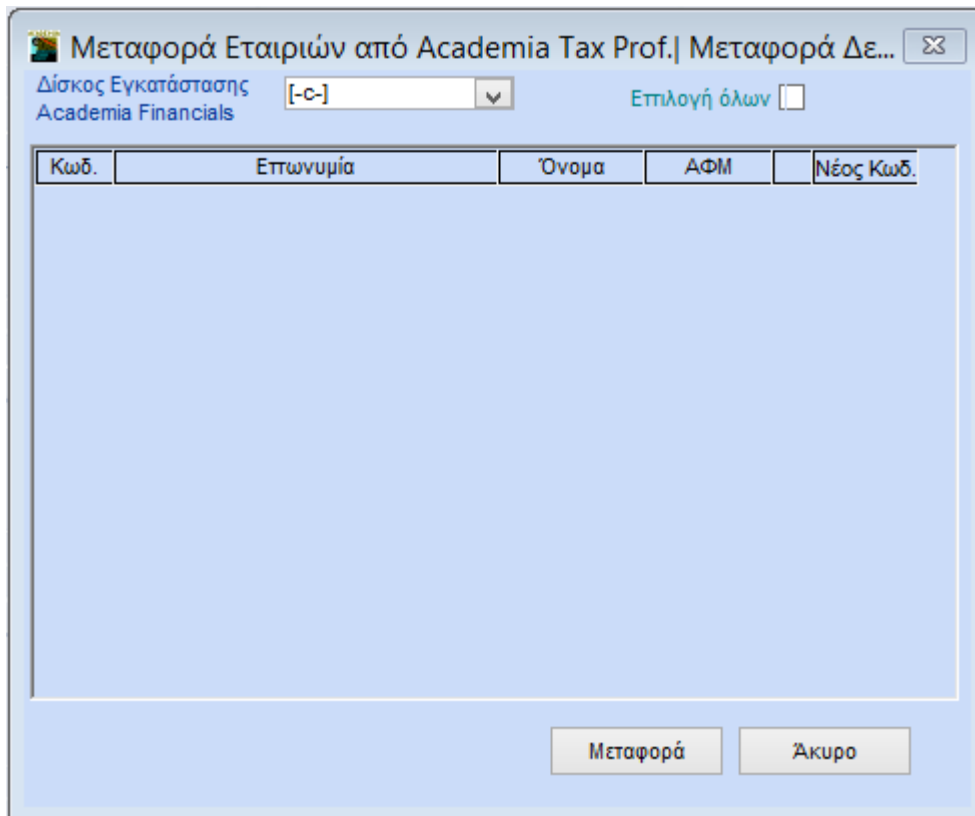 Μεταφορά Εταιριών από Academia Tax Prof.| Μεταφορά Δε...
Δίσκος Εγκατάστασης
Academia Financials
[-c-]
Επιλογή όλων
Κωδ. Επωνυμία Όνομα ΑΦΜ Νέος Κωδ.
Μεταφορά Άκυρο